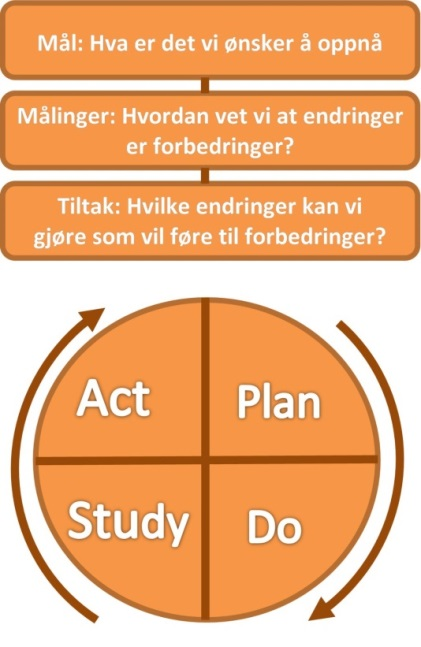 Mål: Hva er det vi ønsker å oppnå
Målinger: Hvordan vet vi at endringer
er forbedringer?
Tiltak: Hvilke endringer kan vi
gjøre som vil føre til forbedringer?
Act
Plan
Study
Do